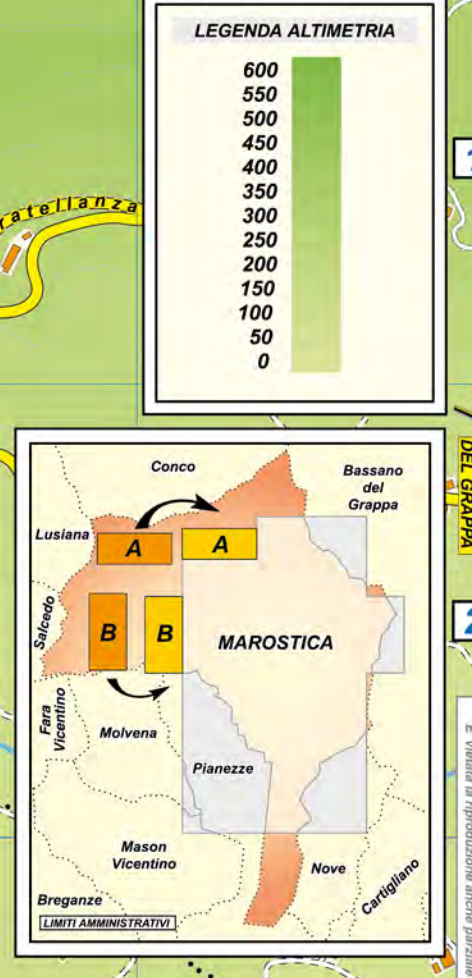 LEGENDA ALTIMETRIA
600
550
500
450
400
350
300
250
200
150
100
50
0
ratellanza
1
DEL GRAPPA
Conco
Bassano
del
Grappa
Lusiana
A
A
Salcedo
B
B
MAROSTICA
Fara
Vicentino
Molvena
Pianezze
Mason
Vicentino
Nove
Cartigliano
Breganze
LIMITI AMMINISTRATIVI
2
E' vietata la riproduzione anche parziale